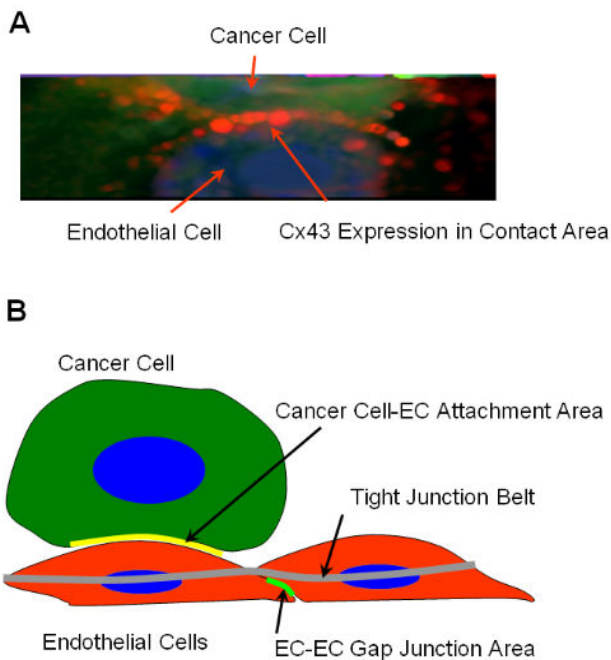 A
Cancer Cell
Endothelial Cell
Cx43 Expression in Contact Area
B
Cancer Cell
Cancer Cell-EC Attachment Area
Tight Junction Belt
Endothelial Cells
EC-EC Gap Junction Area